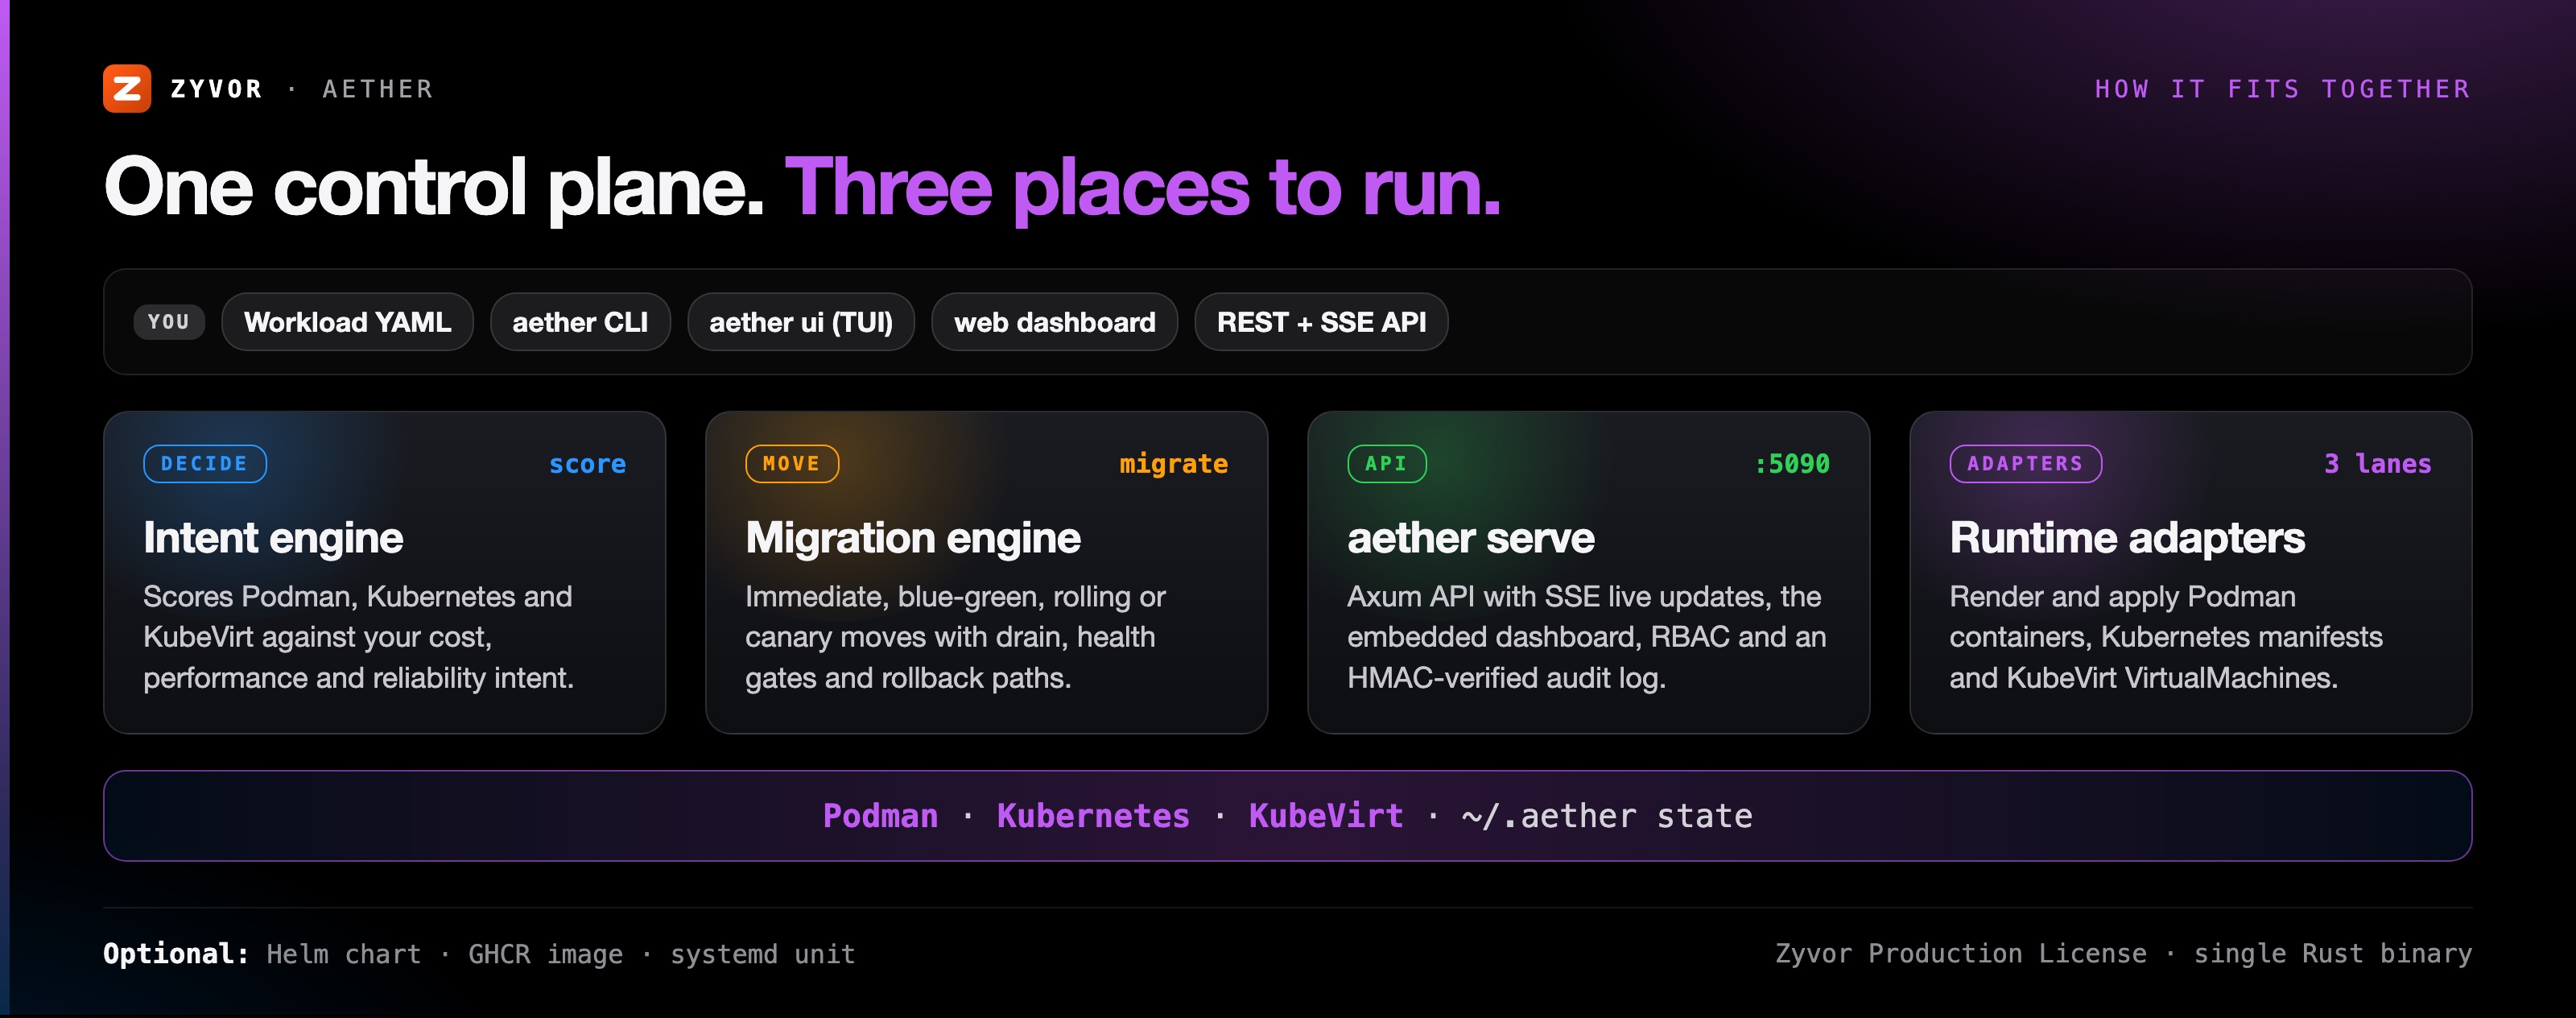 ZYVOR · AETHER
HOW IT FITS TOGETHER
One control plane. Three places to run.
YOU Workload YAML aether CLI aether ui (TUI) web dashboard REST + SSE API
DECIDE score
Intent engine
Scores Podman, Kubernetes and
KubeVirt against your cost,
performance and reliability intent.
MOVE migrate
Migration engine
Immediate, blue-green, rolling or
canary moves with drain, health
gates and rollback paths.
API :5090
aether serve
Axum API with SSE live updates, the
embedded dashboard, RBAC and an
HMAC-verified audit log.
ADAPTERS 3 lanes
Runtime adapters
Render and apply Podman
containers, Kubernetes manifests
and KubeVirt VirtualMachines.
Podman · Kubernetes · KubeVirt · ~/.aether state
Optional: Helm chart · GHCR image · systemd unit
Zyvor Production License · single Rust binary